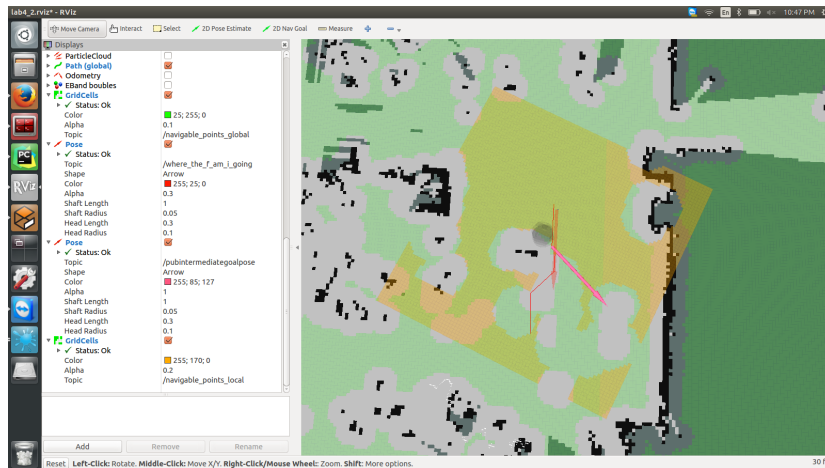 lab4_2.rviz* - RViz
En
10:47 PM
Move Camera Interact Select 2D Pose Estimate 2D Nav Goal Measure
Displays
ParticleCloud
Path (global)
Odometry
EBand boubles
GridCells
Status: Ok
Color 25; 255; 0
Alpha 0.1
Topic /navigable_points_global
Pose
Status: Ok
Topic /where_the_f_am_i_going
Shape Arrow
Color 255; 25; 0
Alpha 0.3
Shaft Length 1
Shaft Radius 0.05
Head Length 0.3
Head Radius 0.1
Pose
Status: Ok
Topic /pubintermediategoalpose
Shape Arrow
Color 255; 85; 127
Alpha 1
Shaft Length 1
Shaft Radius 0.05
Head Length 0.3
Head Radius 0.1
GridCells
Status: Ok
Color 255; 170; 0
Alpha 0.2
Topic /navigable_points_local
Add Remove Rename
Reset Left-Click: Rotate. Middle-Click: Move X/Y. Right-Click/Mouse Wheel: Zoom. Shift: More options.
30 f
PC
RViz